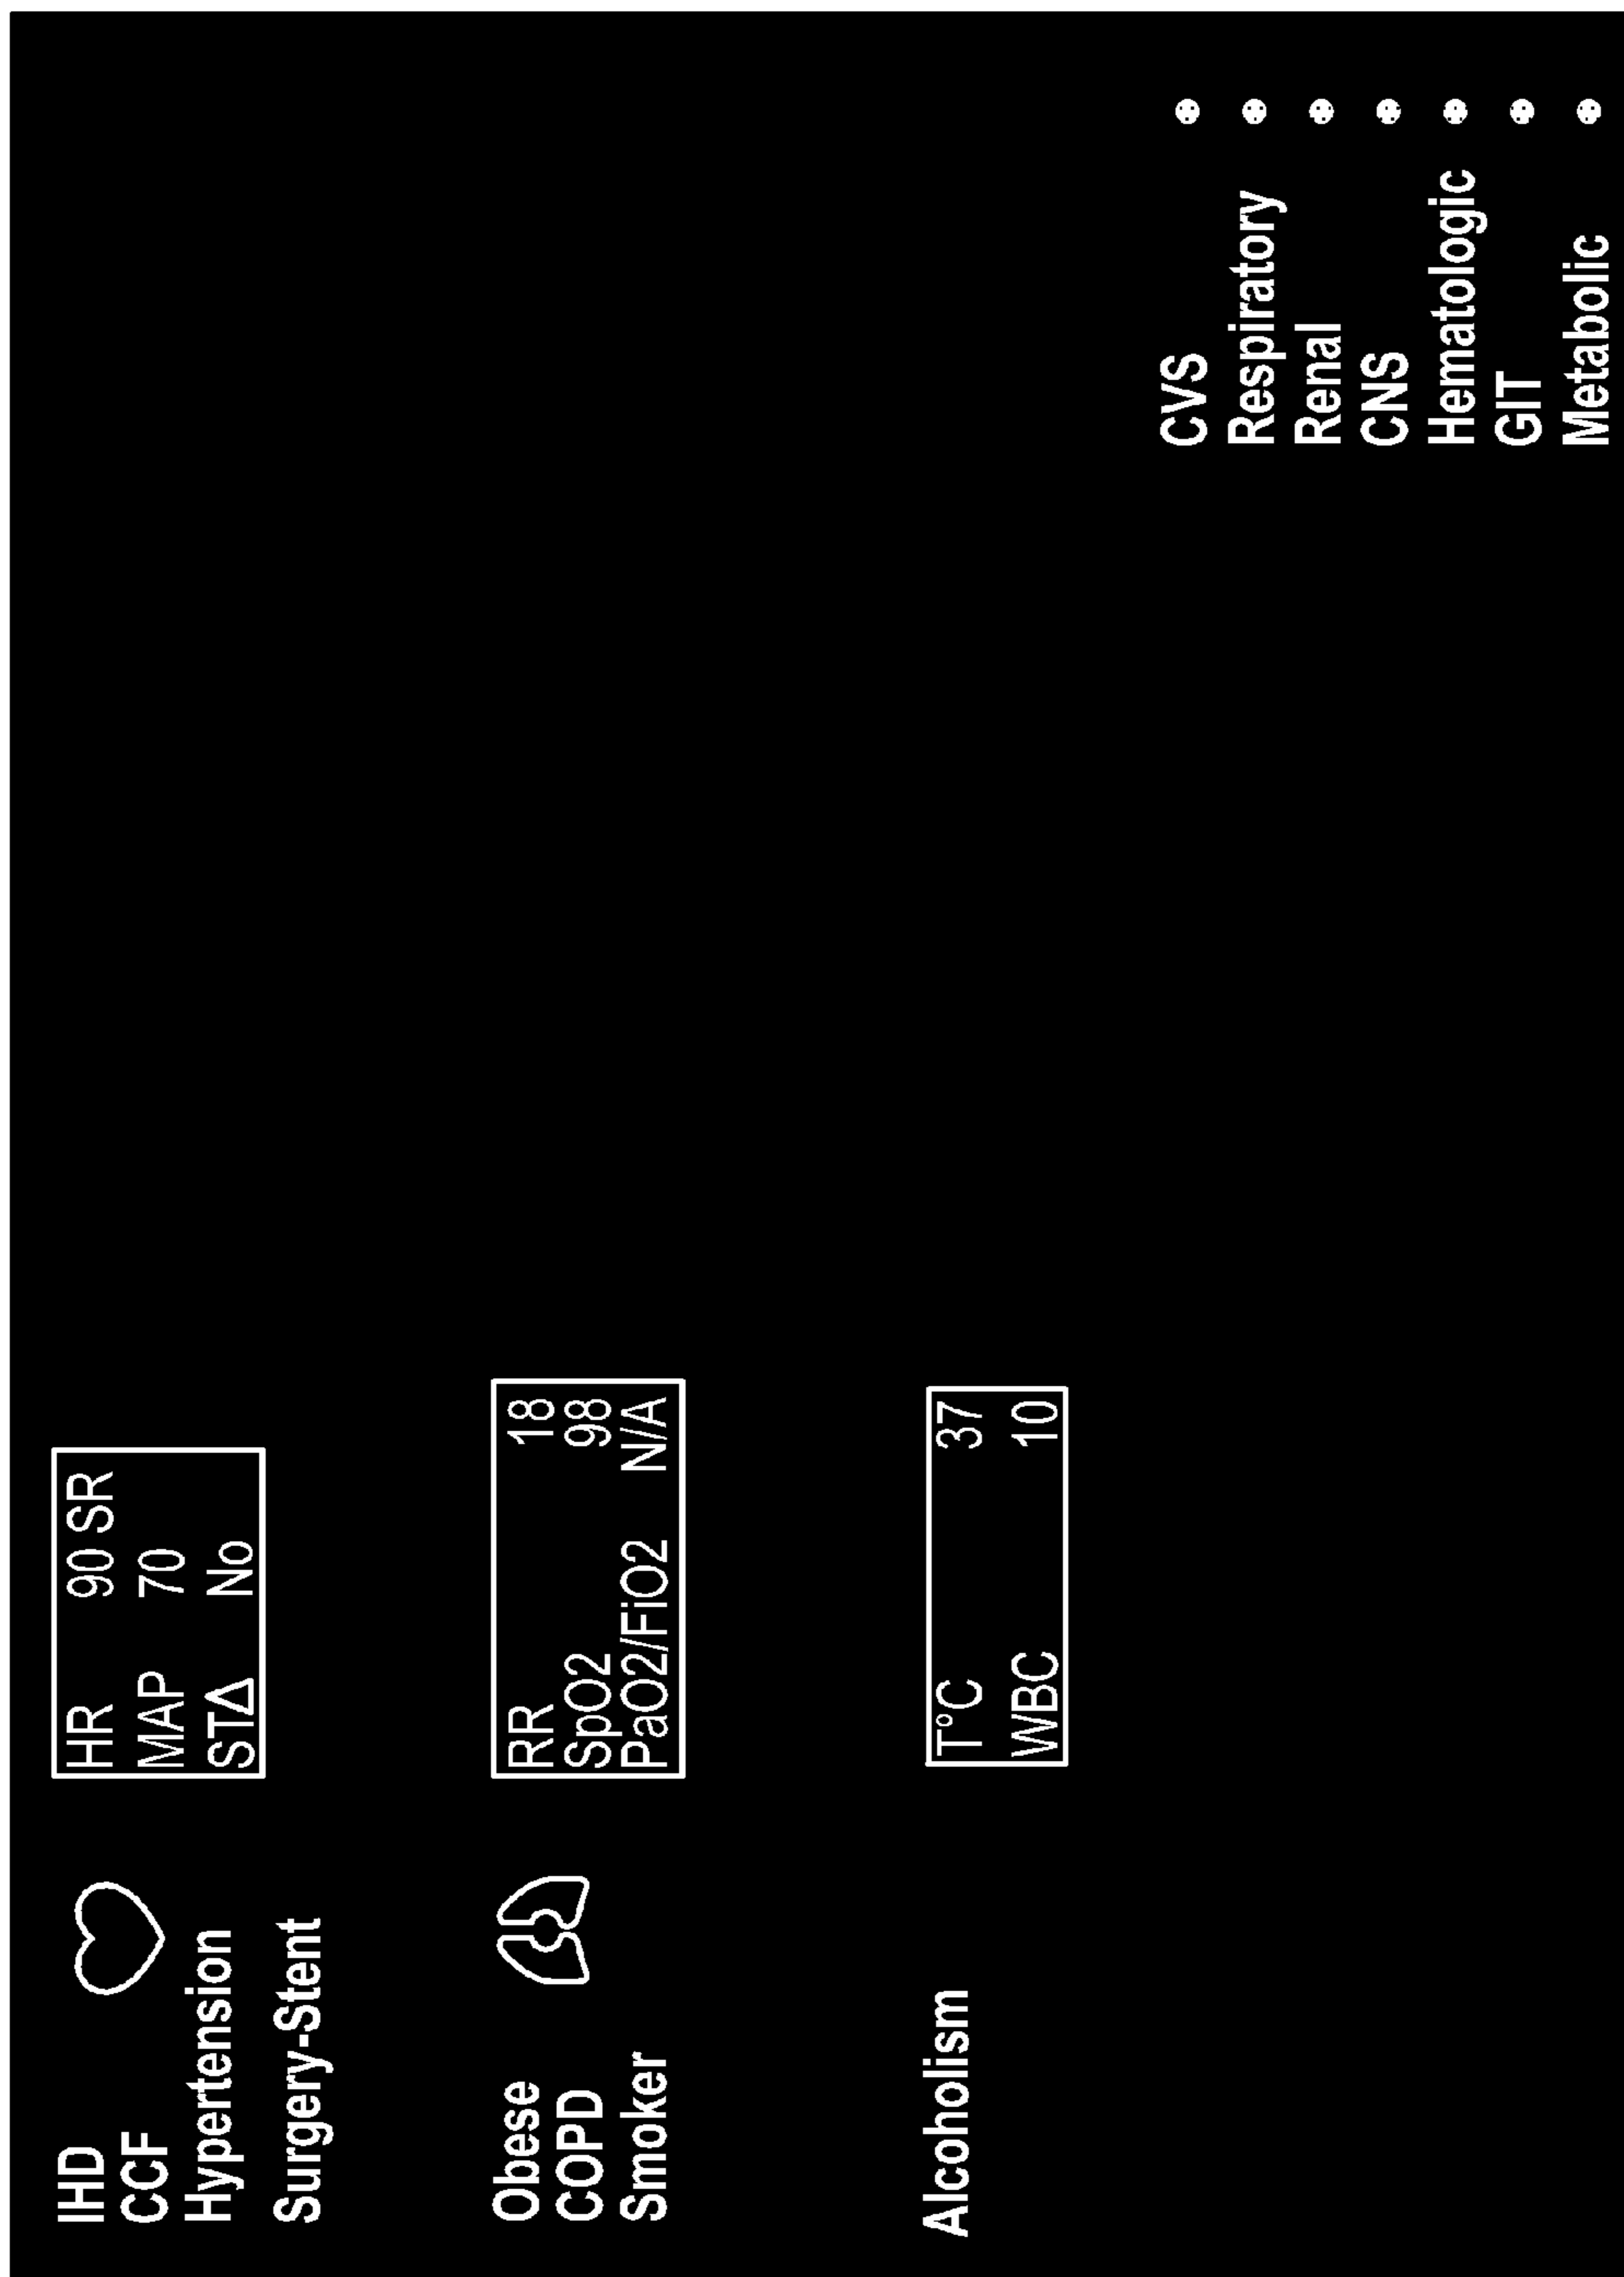 IHD
CCF
Hypertension
Surgery-Stent
HR 90 SR
MAP 70
STΔ No
Obese
COPD
Smoker
RR 18
SpO2 98
PaO2/FiO2 N/A
Alcoholism
T°C 37
WBC 10
CVS
Respiratory
Renal
CNS
Hematologic
GIT
Metabolic